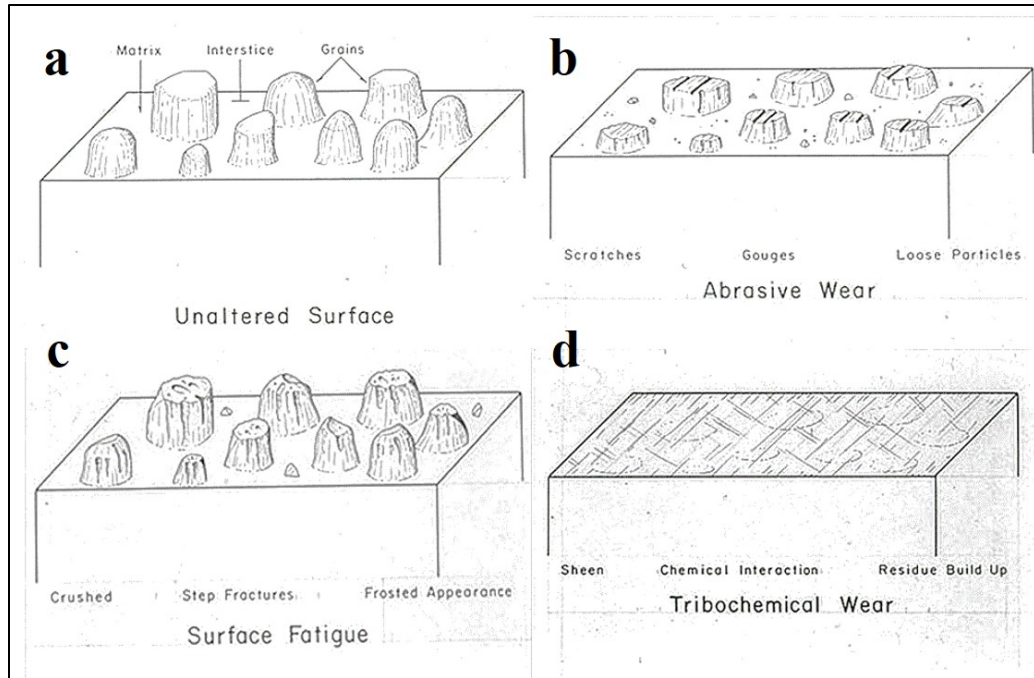 a
Matrix Interstice Grains
Unaltered Surface
b
Scratches Gouges Loose Particles
Abrasive Wear
c
Crushed Step Fractures Frosted Appearance
Surface Fatigue
d
Sheen Chemical Interaction Residue Build Up
Tribochemical Wear